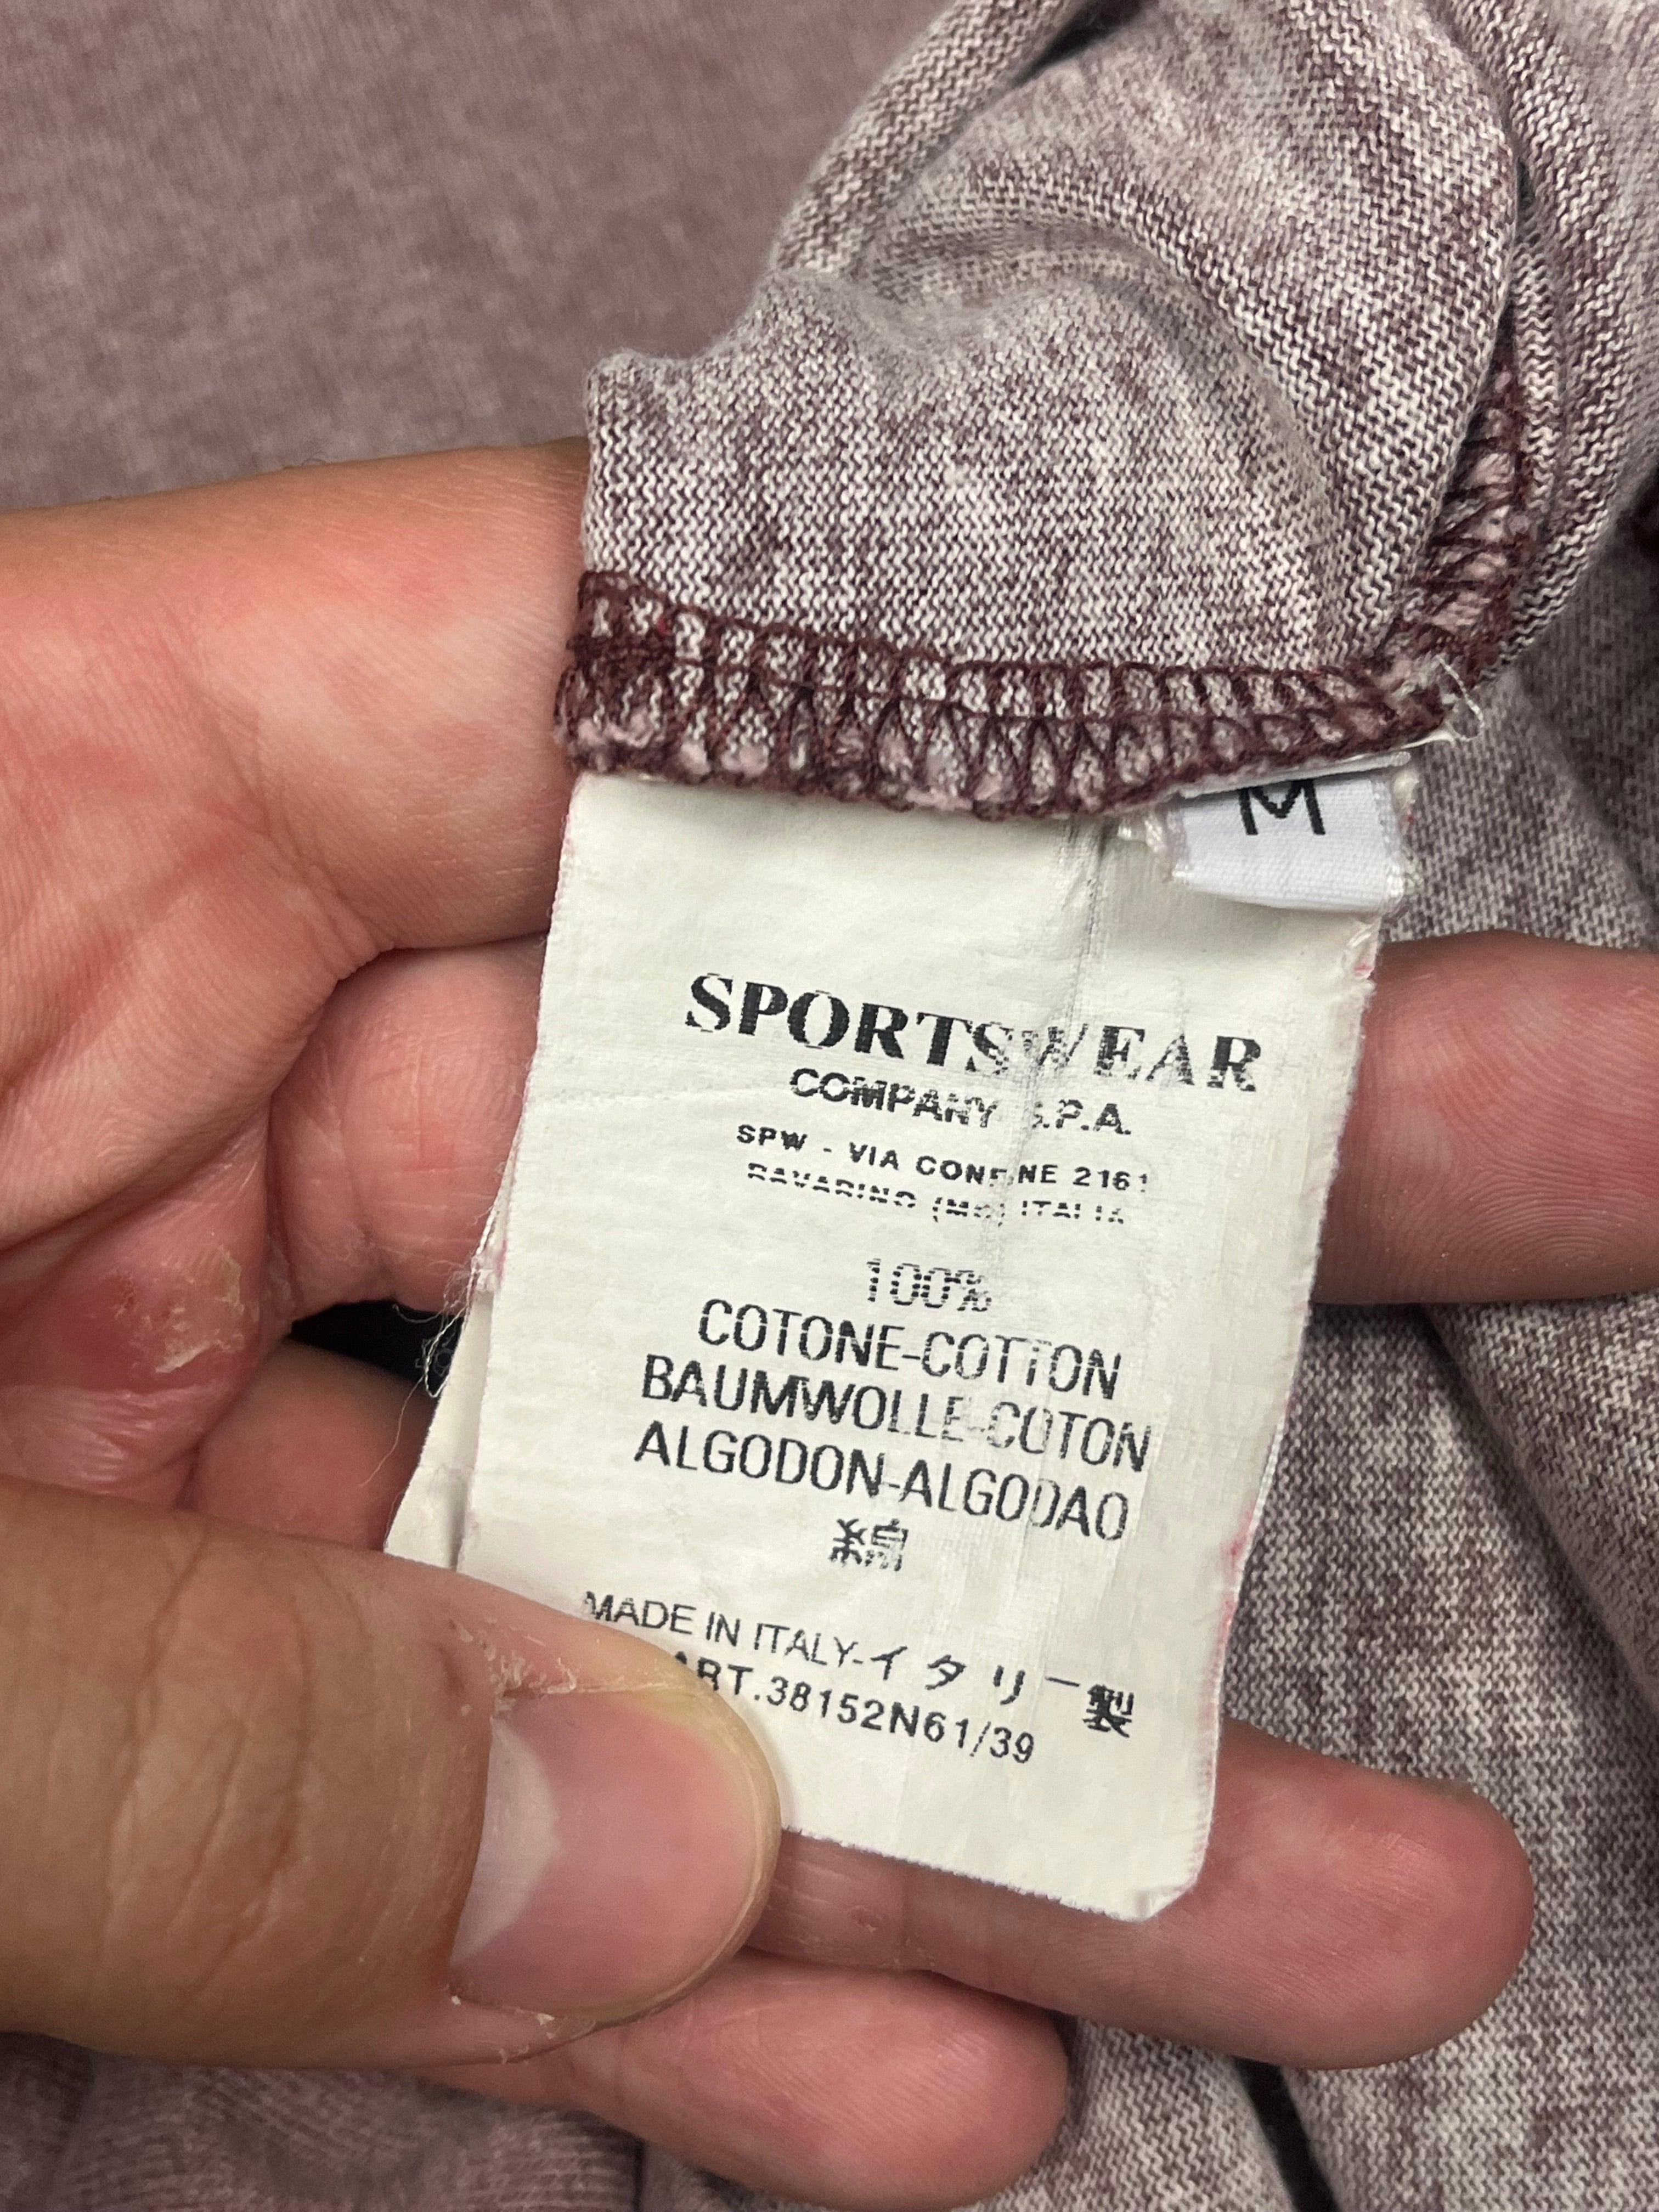 M
SPORTSWEAR
COMPANY S.P.A.
SPW - VIA CONFINE 2161
RAVARINO (MO) ITALIA
100%
COTONE-COTTON
BAUMWOLLE-COTON
ALGODON-ALGODAO
綿
MADE IN ITALY-イタリー製
ART.38152N61/39